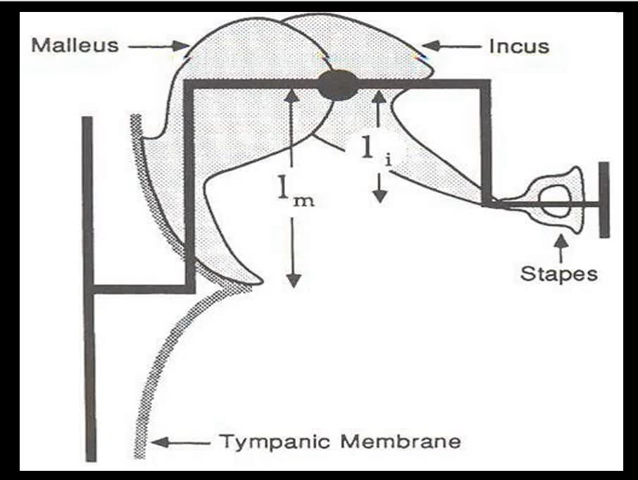 Malleus
Incus
l i
l m
Stapes
Tympanic Membrane